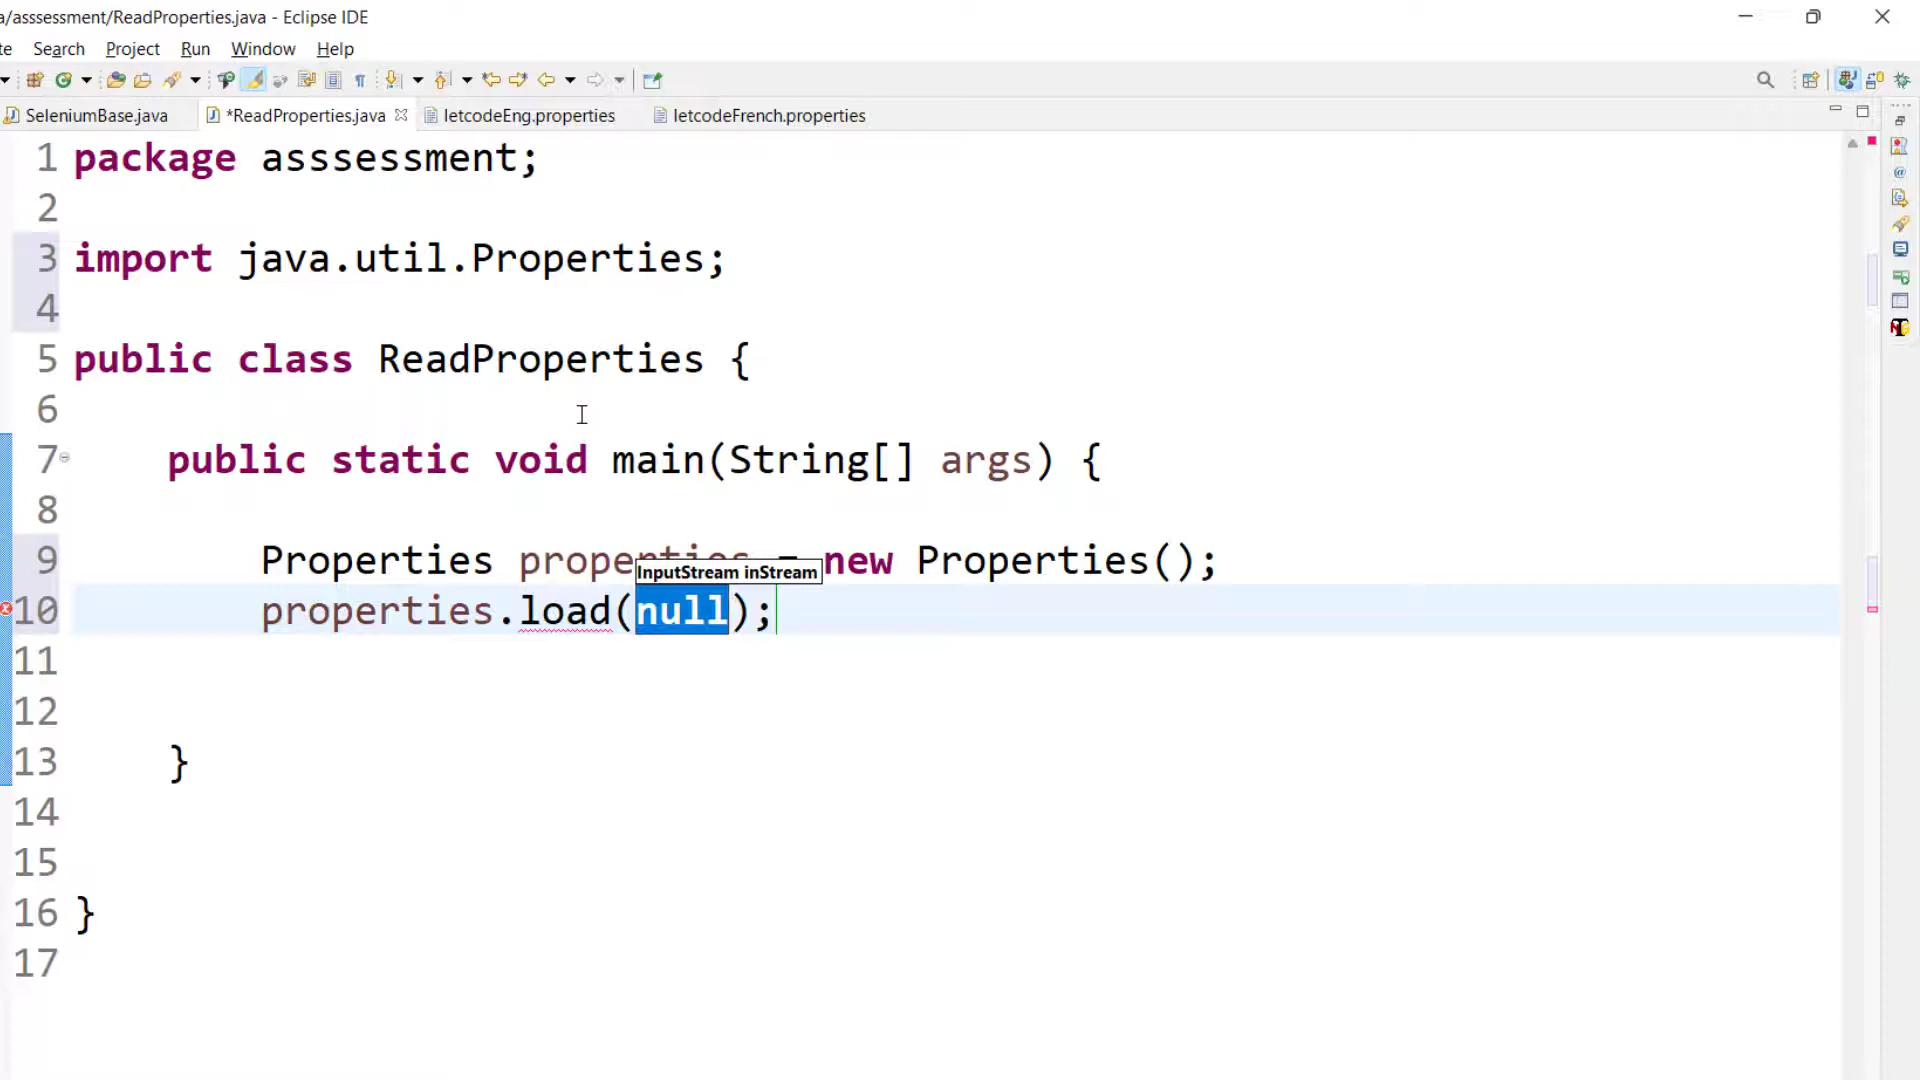 a/asssessment/ReadProperties.java - Eclipse IDE
te Search Project Run Window Help
SeleniumBase.java *ReadProperties.java letcodeEng.properties letcodeFrench.properties
1 package asssessment;
2
3 import java.util.Properties;
4
5 public class ReadProperties {
6
7 public static void main(String[] args) {
8
InputStream inStream
9 Properties properties = new Properties();
10 properties.load(null);
11
12
13 }
14
15
16 }
17